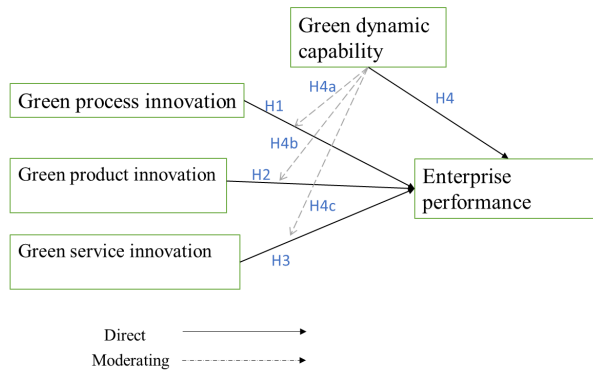 Green dynamic
capability
H4a
H4
Green process innovation
H1
H4b
Green product innovation
H2
Enterprise
performance
H4c
Green service innovation
H3
Direct
Moderating